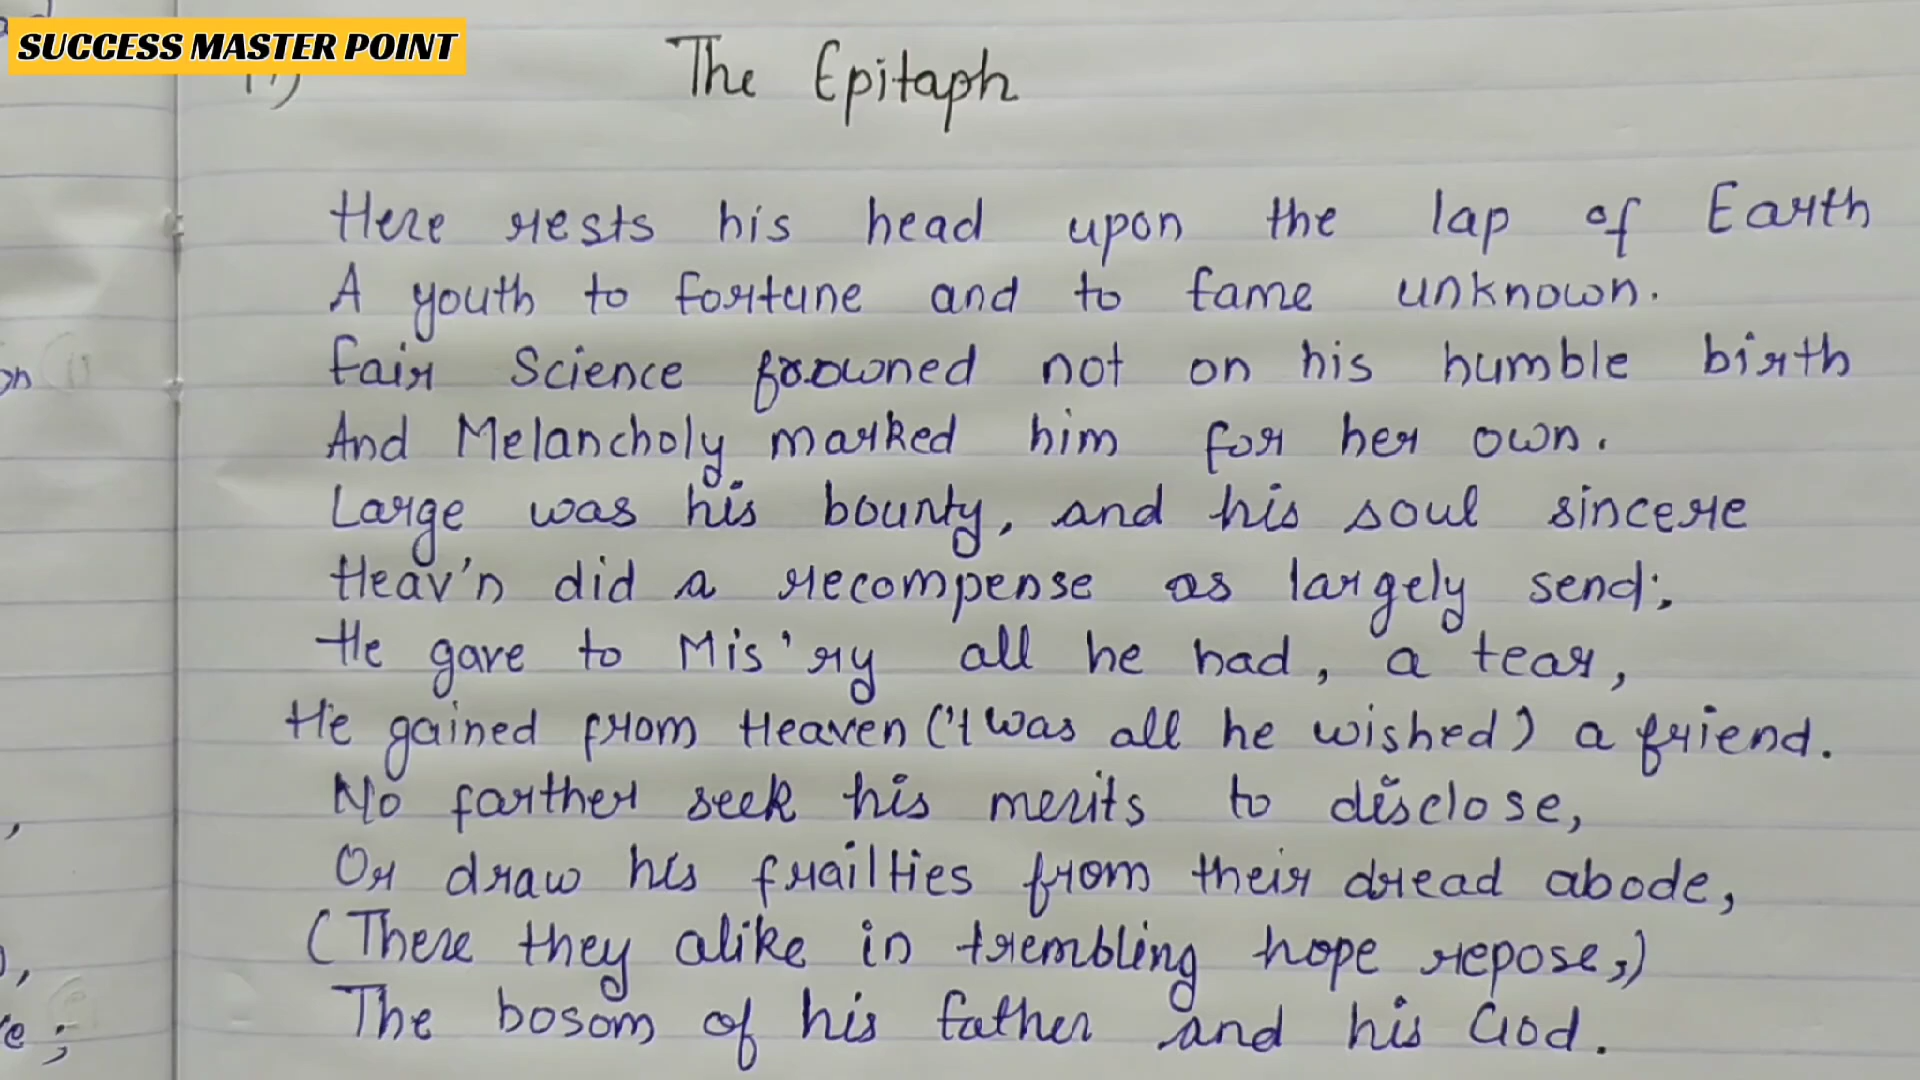 SUCCESS MASTER POINT
The Epitaph
Here rests his head upon the lap of Earth
A youth to fortune and to fame unknown.
Fair Science frowned not on his humble birth
And Melancholy marked him for her own.
Large was his bounty, and his soul sincere
Heav'n did a recompense as largely send;
He gave to Mis'ry all he had, a tear,
He gained from Heaven ('twas all he wished) a friend.
No farther seek his merits to disclose,
Or draw his frailties from their dread abode,
(There they alike in trembling hope repose,)
The bosom of his father and his God.